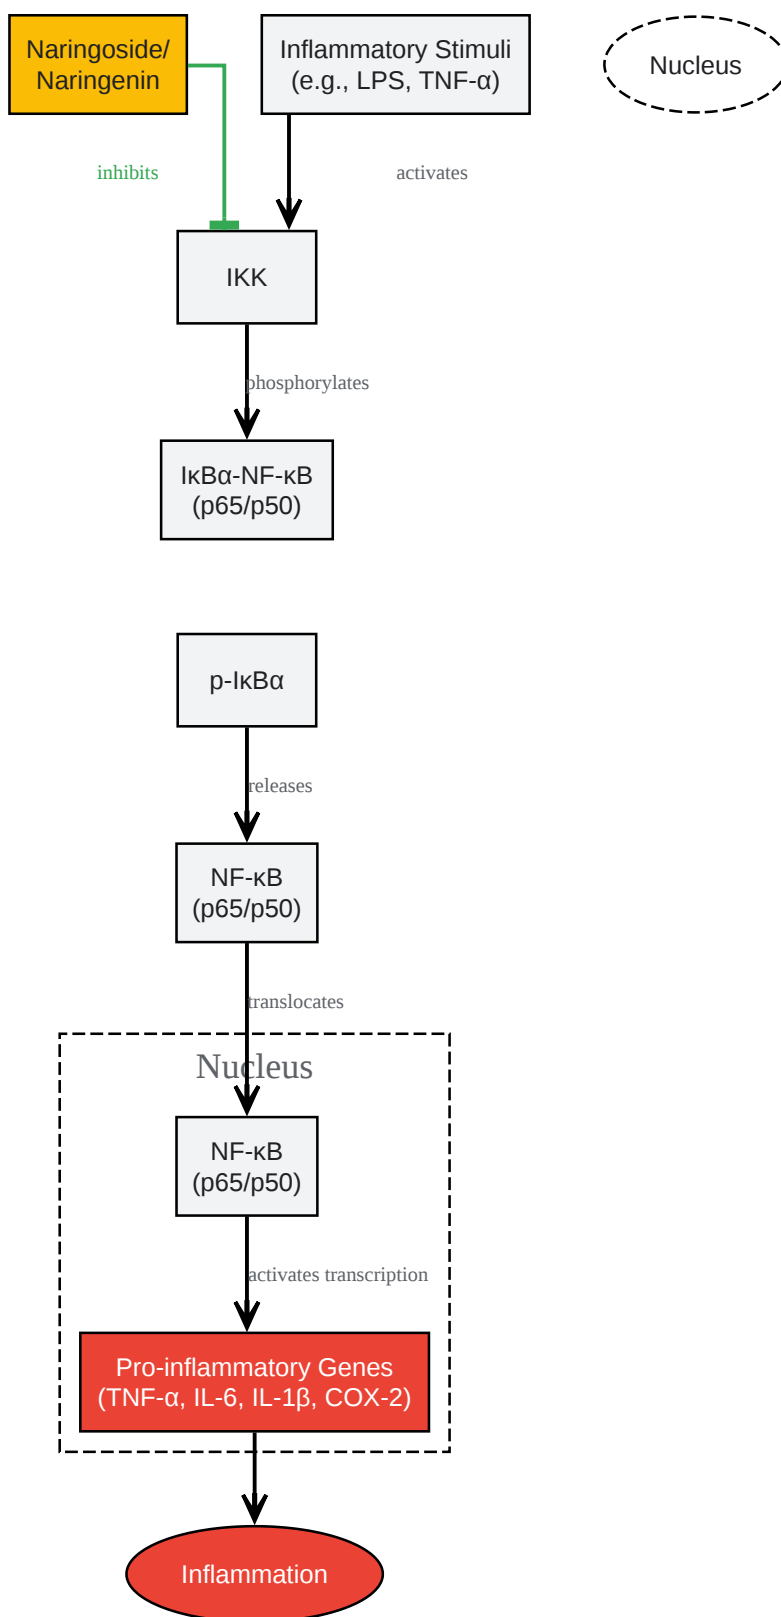 Naringoside/
Naringenin
Inflammatory Stimuli
(e.g., LPS, TNF-α)
Nucleus
inhibits
activates
IKK
phosphorylates
IκBα-NF-κB
(p65/p50)
p-IκBα
releases
NF-κB
(p65/p50)
translocates
Nucleus
NF-κB
(p65/p50)
activates transcription
Pro-inflammatory Genes
(TNF-α, IL-6, IL-1β, COX-2)
Inflammation